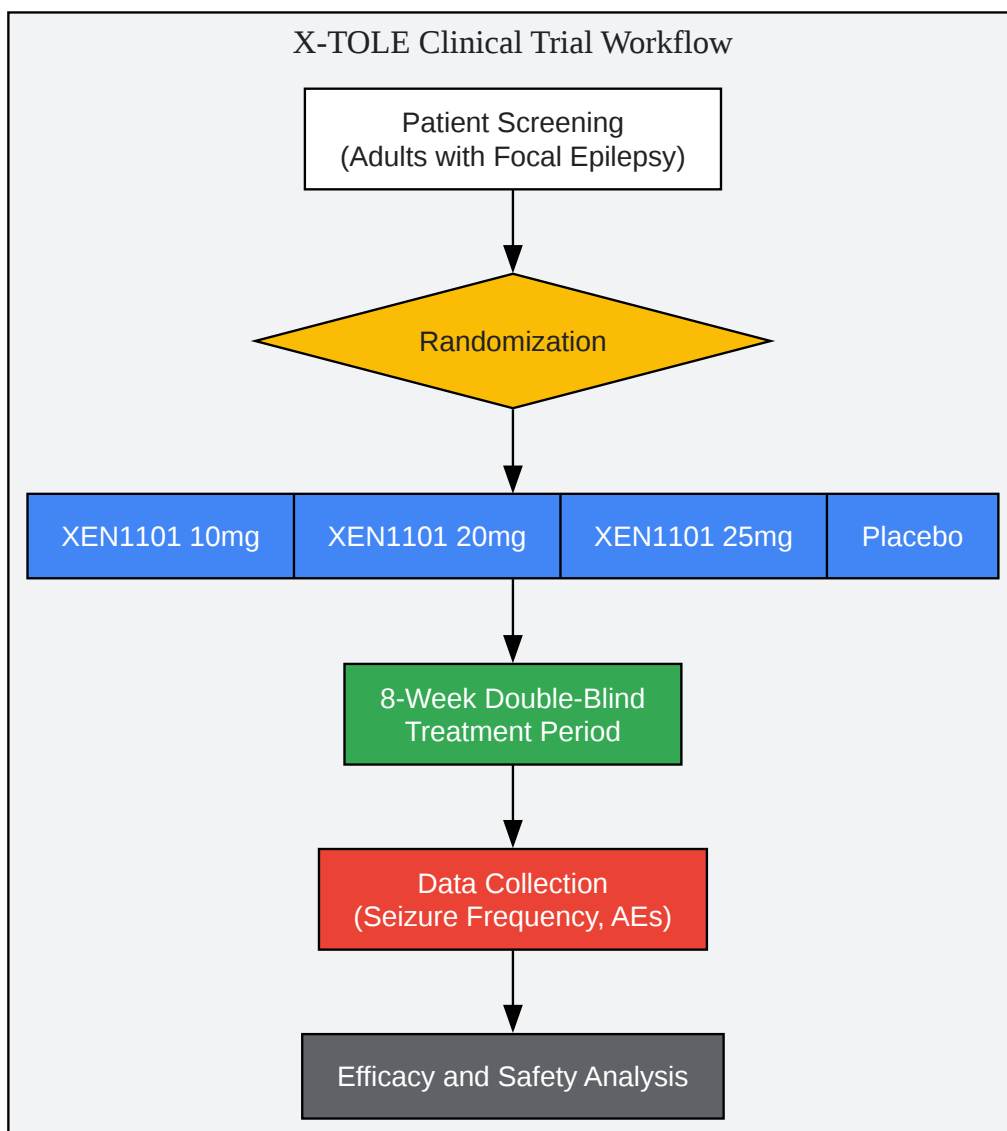 X-TOLE Clinical Trial Workflow
Patient Screening
(Adults with Focal Epilepsy)
Randomization
XEN1101 10mg
XEN1101 20mg
XEN1101 25mg
Placebo
8-Week Double-Blind
Treatment Period
Data Collection
(Seizure Frequency, AEs)
Efficacy and Safety Analysis